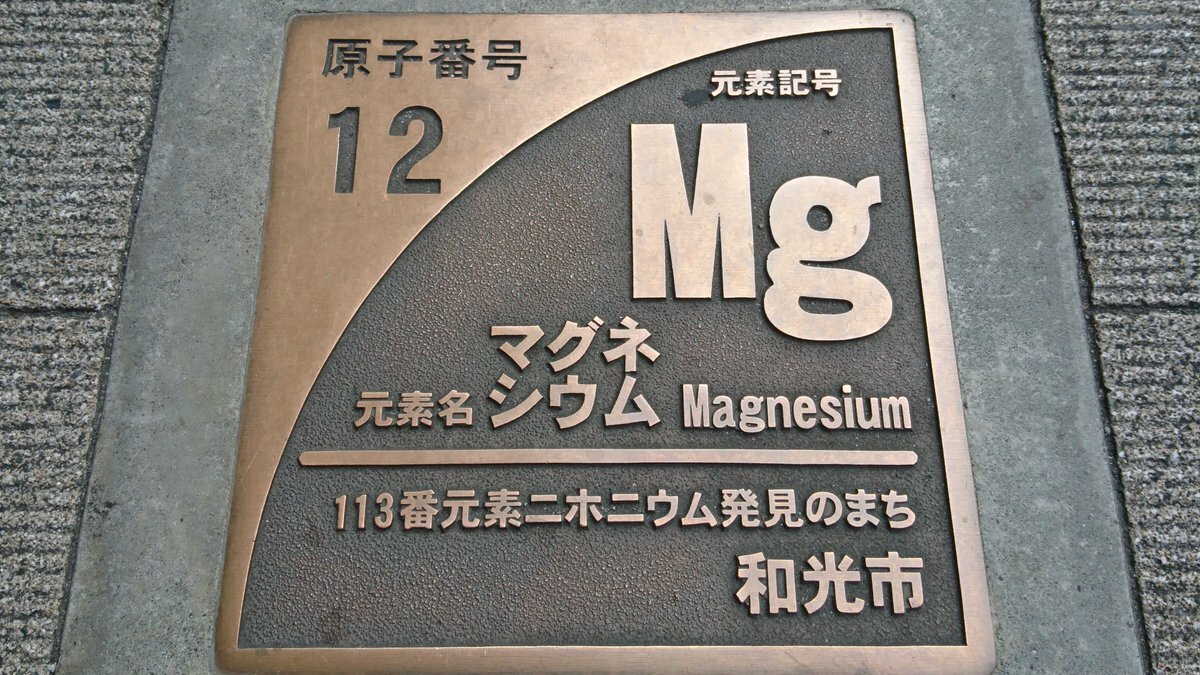 原子番号
12
元素記号
Mg
元素名 マグネシウム Magnesium
113番元素ニホニウム発見のまち
和光市